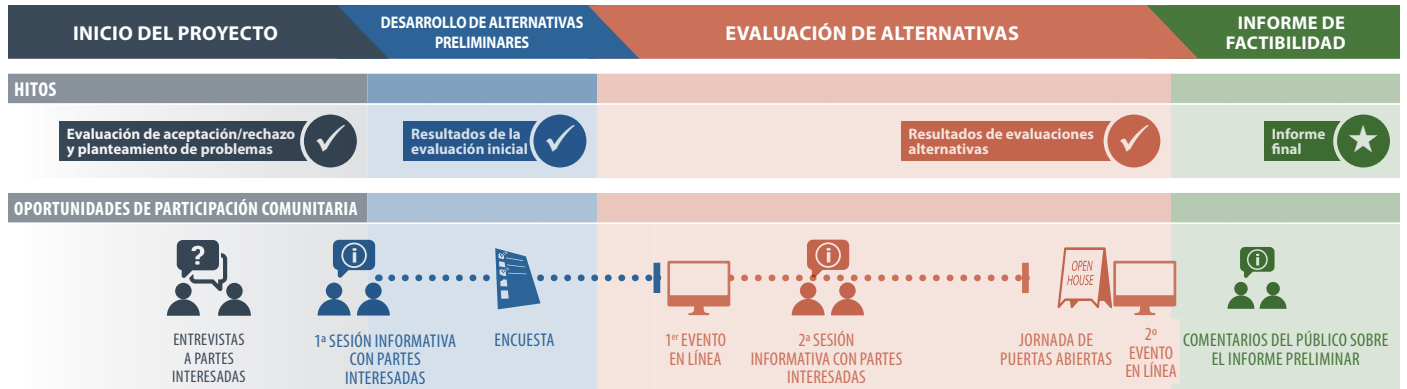 INICIO DEL PROYECTO
DESARROLLO DE ALTERNATIVAS
PRELIMINARES
EVALUACIÓN DE ALTERNATIVAS
INFORME DE
FACTIBILIDAD
HITOS
Evaluación de aceptación/rechazo
y planteamiento de problemas
Resultados de la
evaluación inicial
Resultados de evaluaciones
alternativas
Informe
final
OPORTUNIDADES DE PARTICIPACIÓN COMUNITARIA
?
i
i
OPEN
HOUSE
i
ENTREVISTAS
A PARTES
INTERESADAS
1ª SESIÓN INFORMATIVA
CON PARTES
INTERESADAS
ENCUESTA
1er EVENTO
EN LÍNEA
2ª SESIÓN
INFORMATIVA CON PARTES
INTERESADAS
JORNADA DE
PUERTAS ABIERTAS
2º
EVENTO
EN LÍNEA
COMENTARIOS DEL PÚBLICO SOBRE
EL INFORME PRELIMINAR